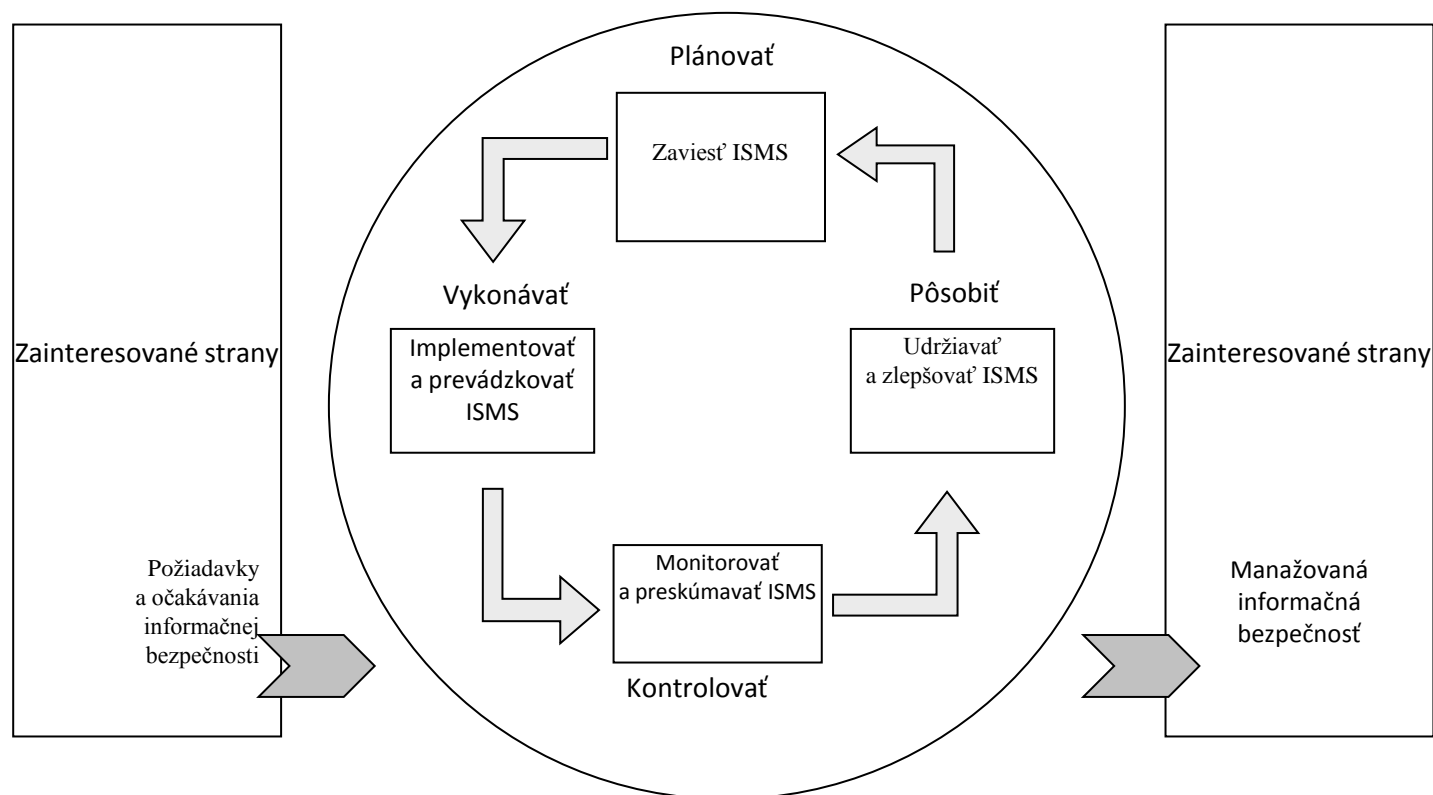 Plánovať
Zaviesť ISMS
Vykonávať
Pôsobiť
Zainteresované strany
Implementovať
a prevádzkovať
ISMS
Udržiavať
a zlepšovať ISMS
Zainteresované strany
Požiadavky
a očakávania
informačnej
bezpečnosti
Monitorovať
a preskúmavať ISMS
Manažovaná
informačná
bezpečnosť
Kontrolovať